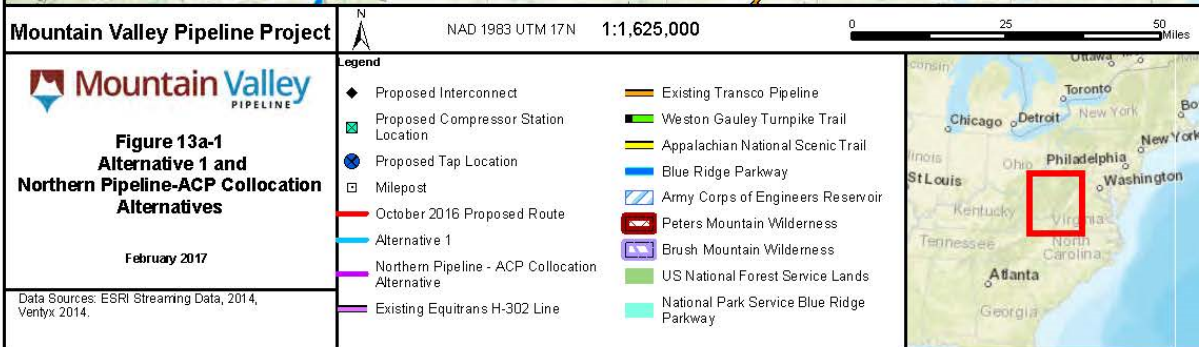 Mountain Valley Pipeline Project
N
NAD 1983 UTM 17N
1:1,625,000
0
25
50
Miles
Mountain Valley
PIPELINE
Figure 13a-1
Alternative 1 and
Northern Pipeline-ACP Collocation
Alternatives
February 2017
Data Sources: ESRI Streaming Data, 2014,
Ventyx 2014.
Legend
Proposed Interconnect
Proposed Compressor Station
Location
Proposed Tap Location
Milepost
October 2016 Proposed Route
Alternative 1
Northern Pipeline - ACP Collocation
Alternative
Existing Equitrans H-302 Line
Existing Transco Pipeline
Weston Gauley Turnpike Trail
Appalachian National Scenic Trail
Blue Ridge Parkway
Army Corps of Engineers Reservoir
Peters Mountain Wilderness
Brush Mountain Wilderness
US National Forest Service Lands
National Park Service Blue Ridge
Parkway
consin
Ottawa
Toronto
Chicago
Detroit
New York
Bo
New York
linois
Ohio
Philadelphia
St Louis
Washington
Kentucky
Virginia
Tennessee
North
Carolina
Atlanta
Georgia